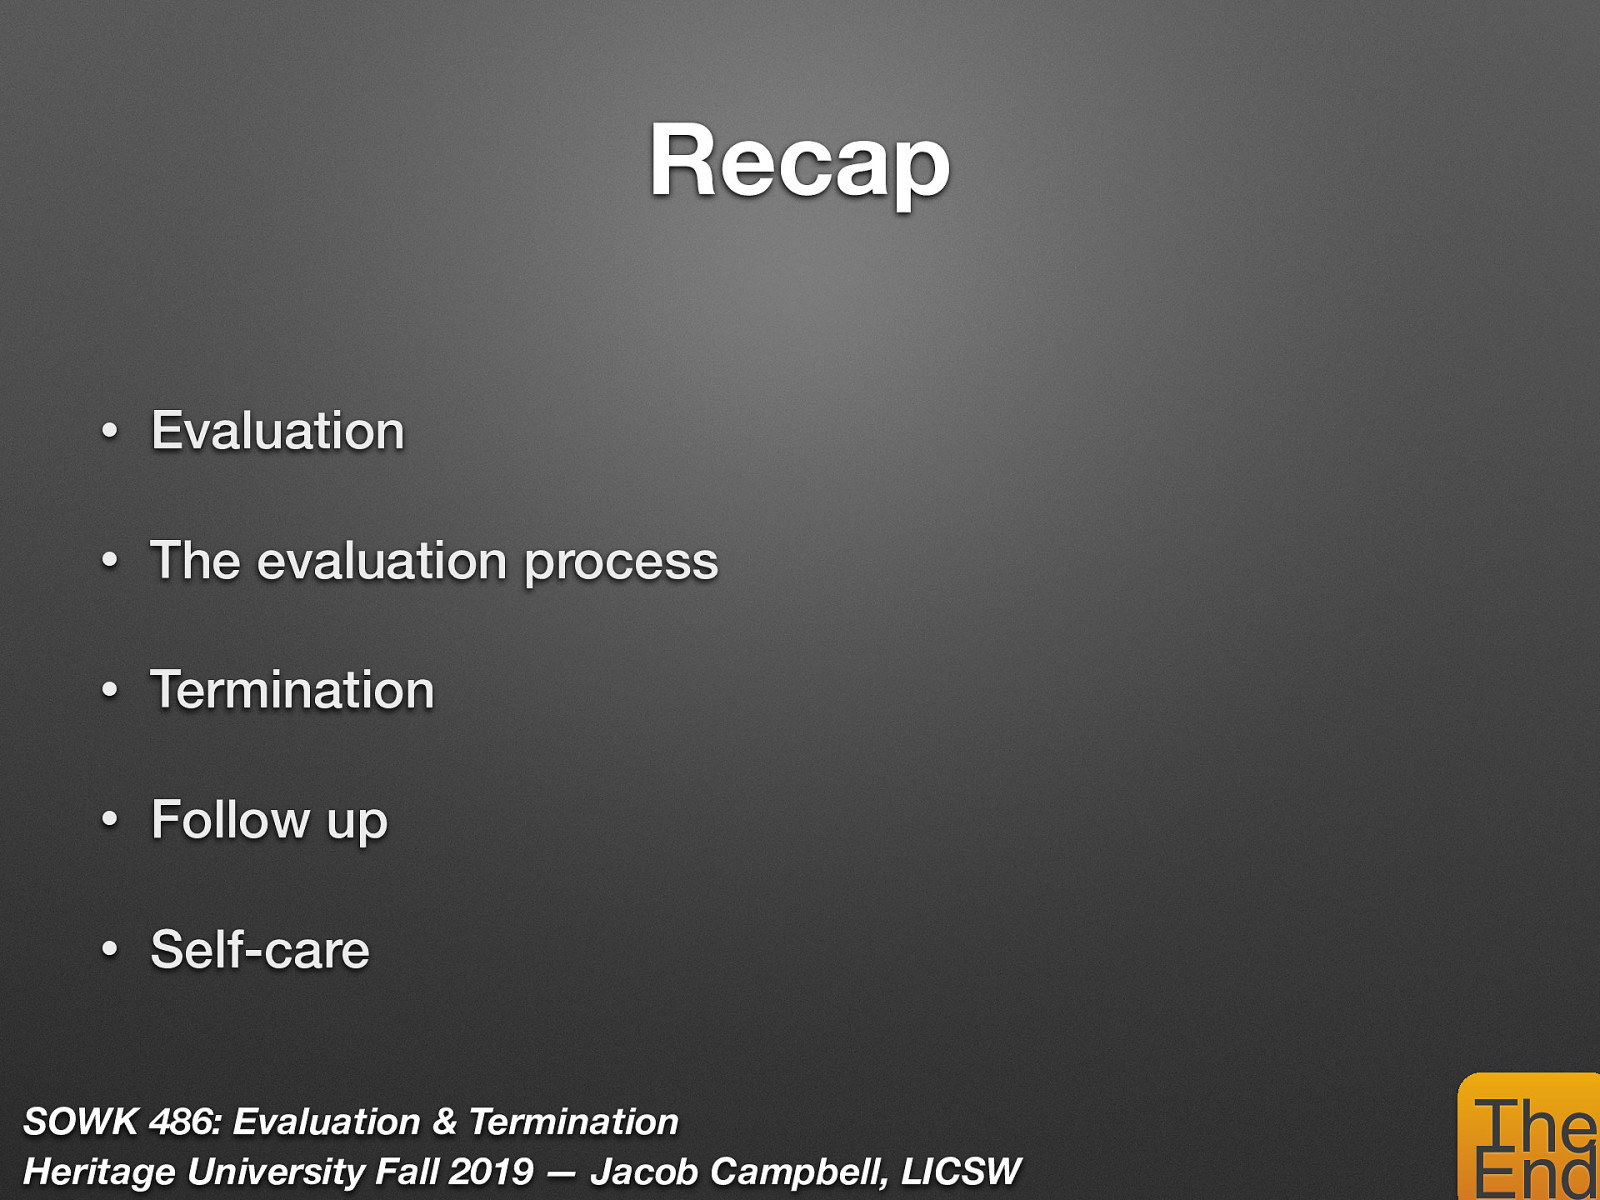 Recap
• Evaluation
• The evaluation process
• Termination
• Follow up
• Self-care
SOWK 486: Evaluation & Termination
Heritage University Fall 2019 — Jacob Campbell, LICSW
The
End